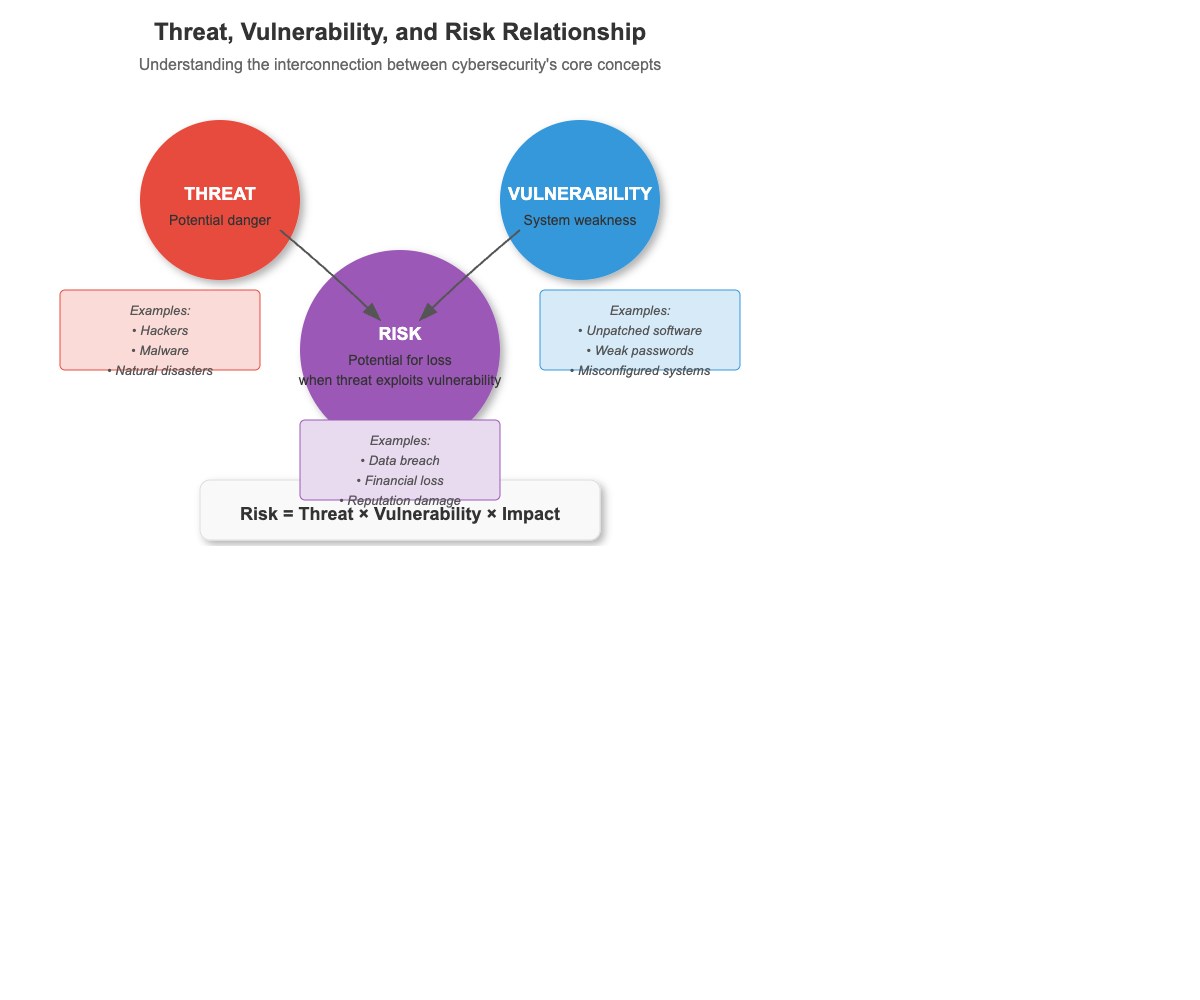 Threat, Vulnerability, and Risk Relationship
Understanding the interconnection between cybersecurity's core concepts
THREAT
Potential danger
VULNERABILITY
System weakness
Examples:
• Hackers
• Malware
• Natural disasters
RISK
Potential for loss
when threat exploits vulnerability
Examples:
• Unpatched software
• Weak passwords
• Misconfigured systems
Examples:
• Data breach
• Financial loss
• Reputation damage
Risk = Threat × Vulnerability × Impact